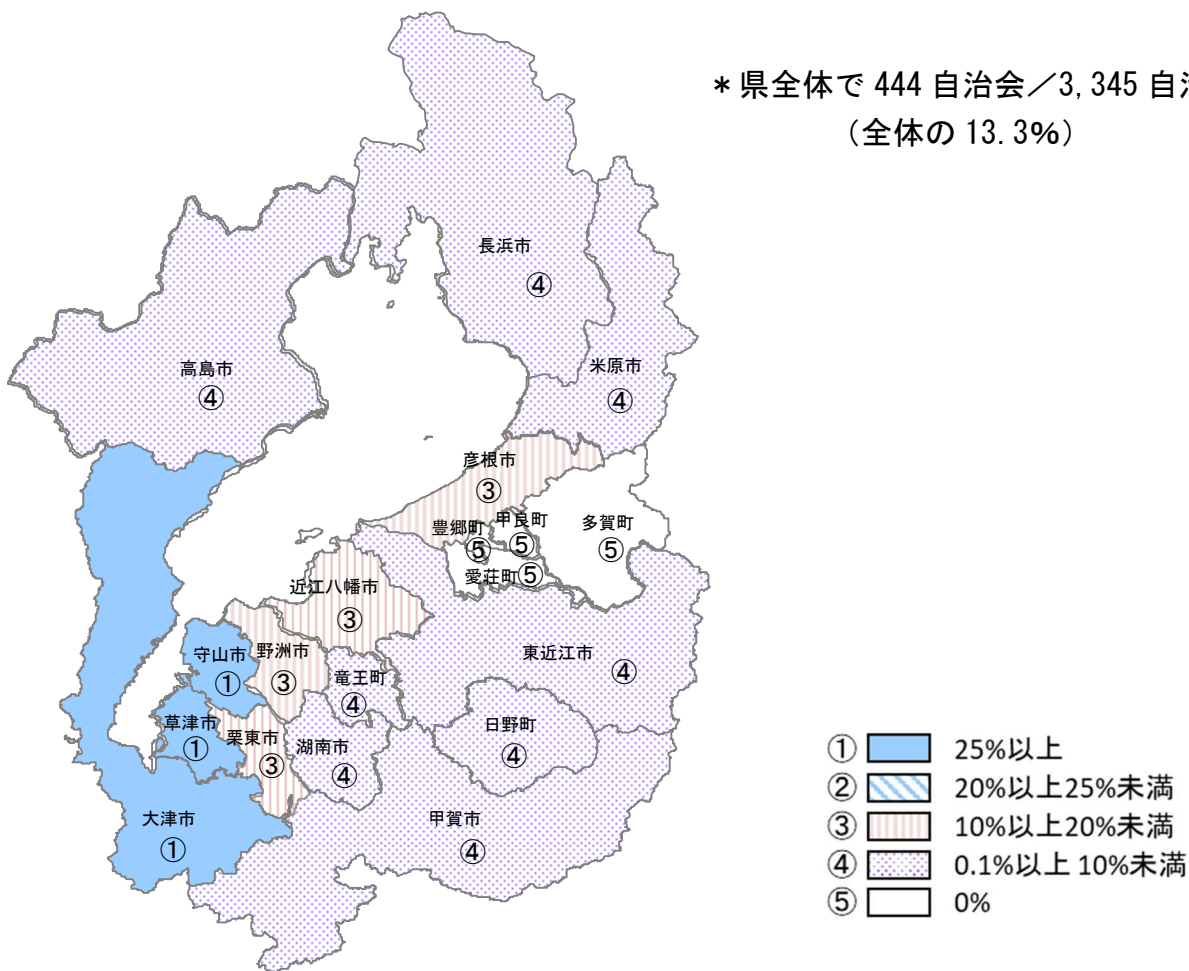 *県全体で 444 自治会／3,345 自
（全体の 13.3%）
長浜市
④
高島市
④
米原市
④
彦根市
③
豊郷町
⑤
甲良町
⑤
多賀町
⑤
愛荘町⑤
近江八幡市
③
守山市
①
野洲市
③
東近江市
④
竜王町
④
草津市
①
栗東市
③
湖南市
④
日野町
④
大津市
①
甲賀市
④
① 25%以上
② 20%以上25%未満
③ 10%以上20%未満
④ 0.1%以上 10%未満
⑤ 0%